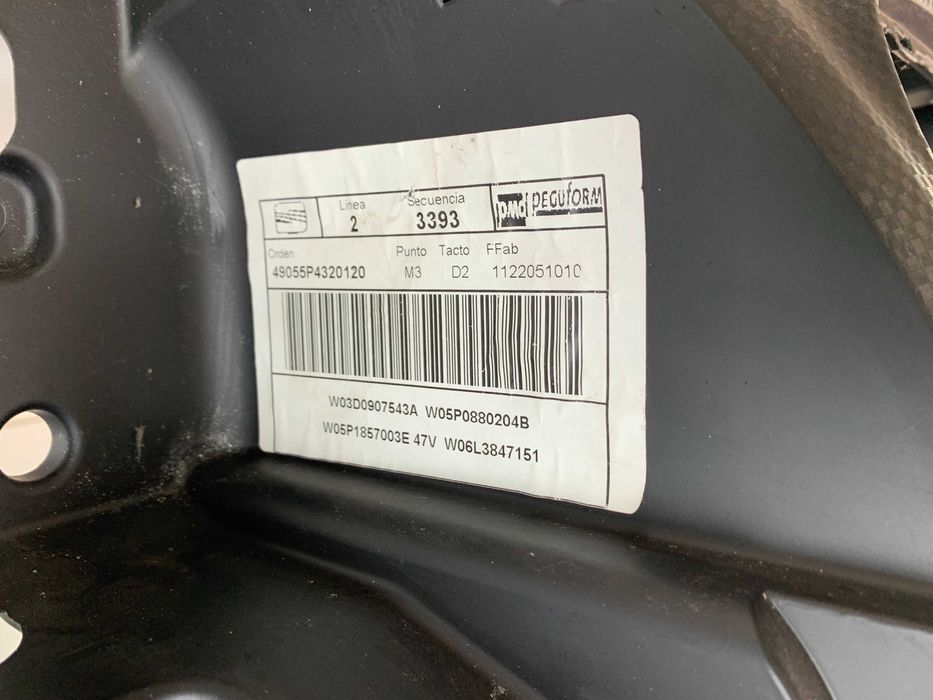 Linea Secuencia
2 3393 PEGUFORM
Orden Punto Tacto FFab
49055P4320120 M3 D2 1122051010
W03D0907543A W05P0880204B
W05P1857003E 47V W06L3847151